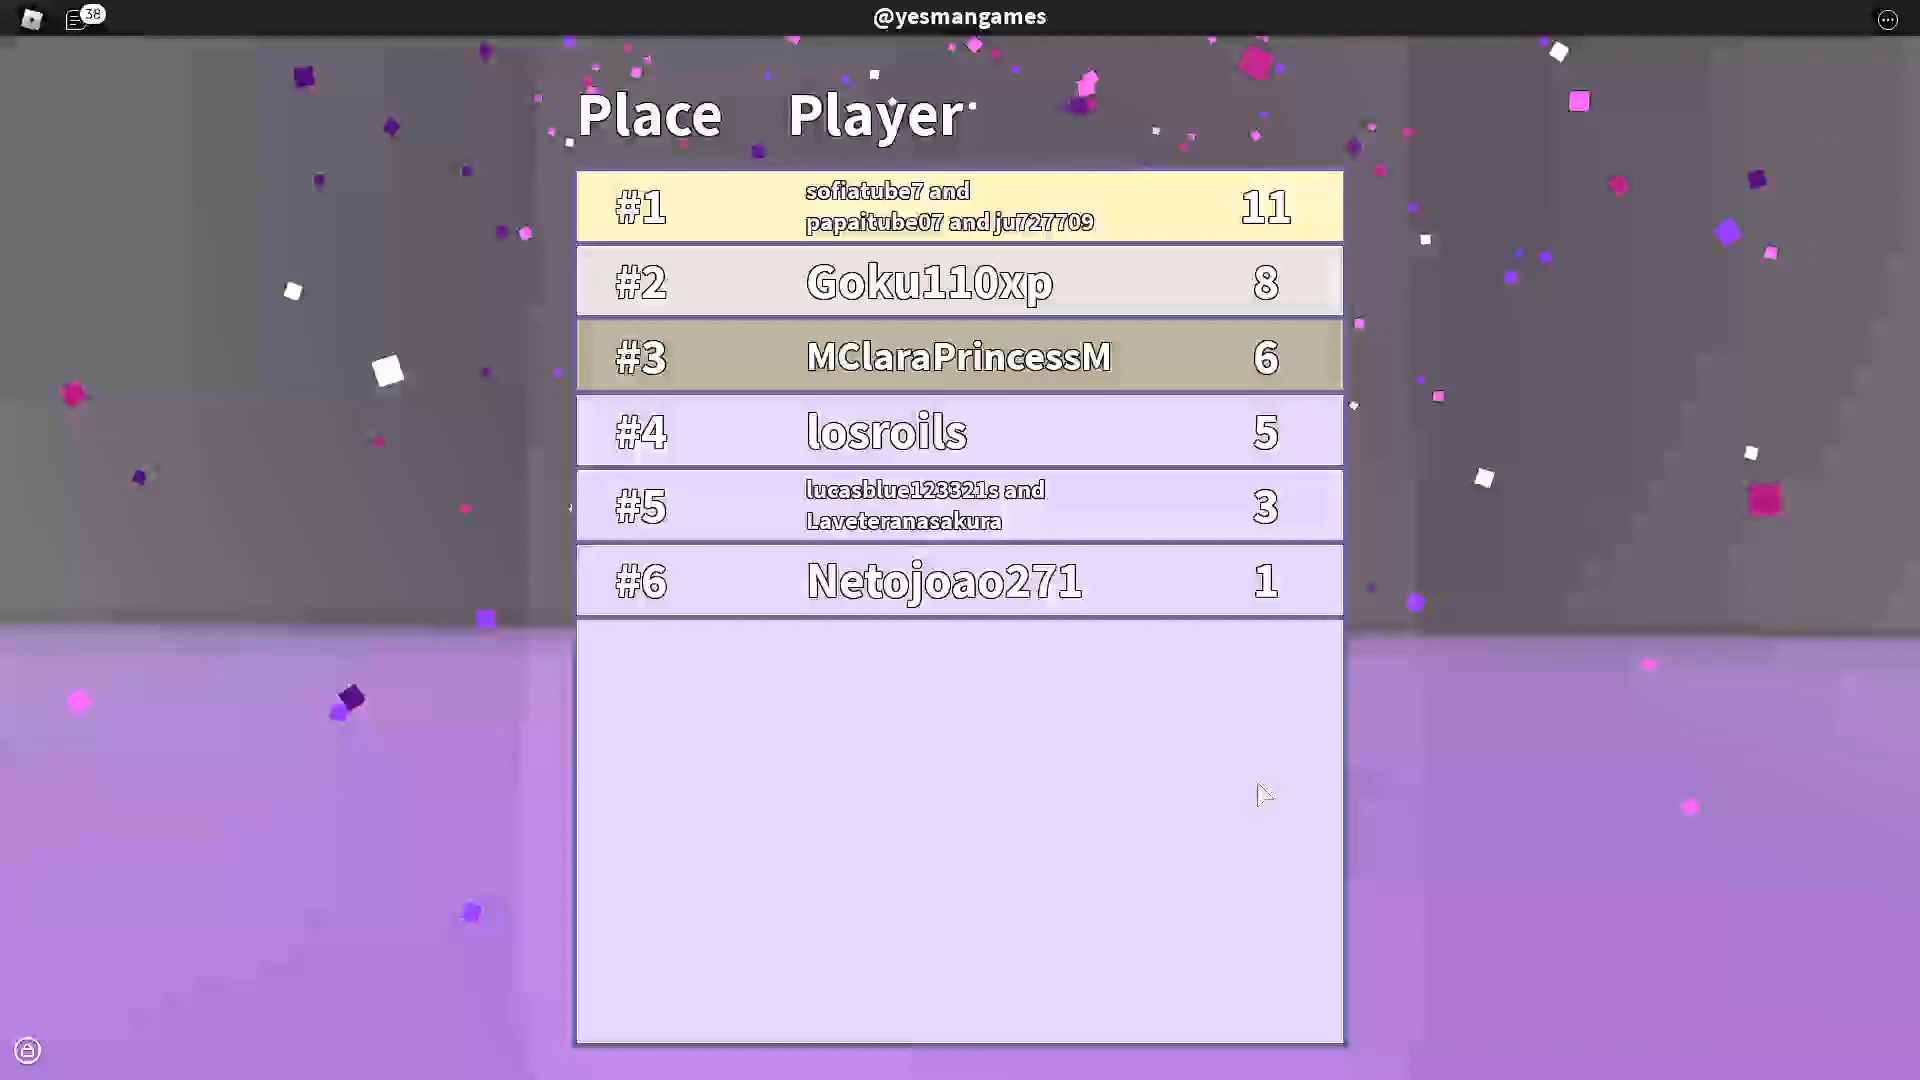 38
@yesmangames
Place Player
#1 sofiatube7 and
papaitube07 and ju727709 11
#2 Goku110xp 8
#3 MClaraPrincessM 6
#4 losroils 5
#5 lucasblue123321s and
Laveteranasakura 3
#6 Netojoao271 1